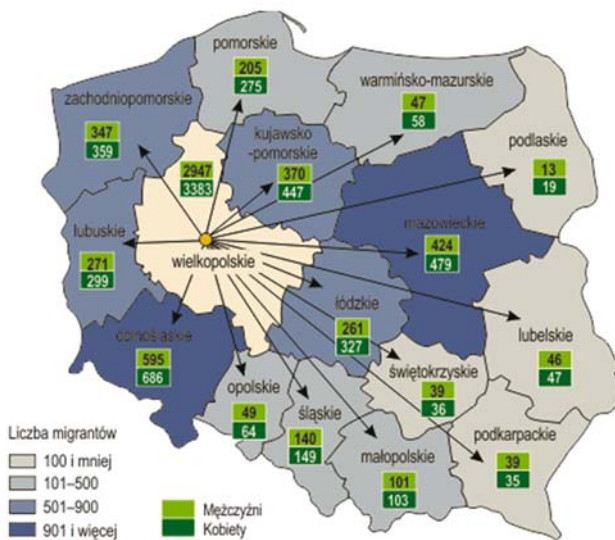 pomorskie
205
275
warmińsko-mazurskie
47
58
zachodniopomorskie
347
359
kujawsko
-pomorskie
370
447
podlaskie
13
19
2947
3383
mazowieckie
424
479
lubuskie
271
299
wielkopolskie
łódzkie
261
327
lubelskie
46
47
dolnośląskie
595
686
świętokrzyskie
39
36
opolskie
49
64
śląskie
140
149
małopolskie
101
103
podkarpackie
39
35
Liczba migrantów
100 i mniej
101–500
501–900
901 i więcej
Mężczyźni
Kobiety